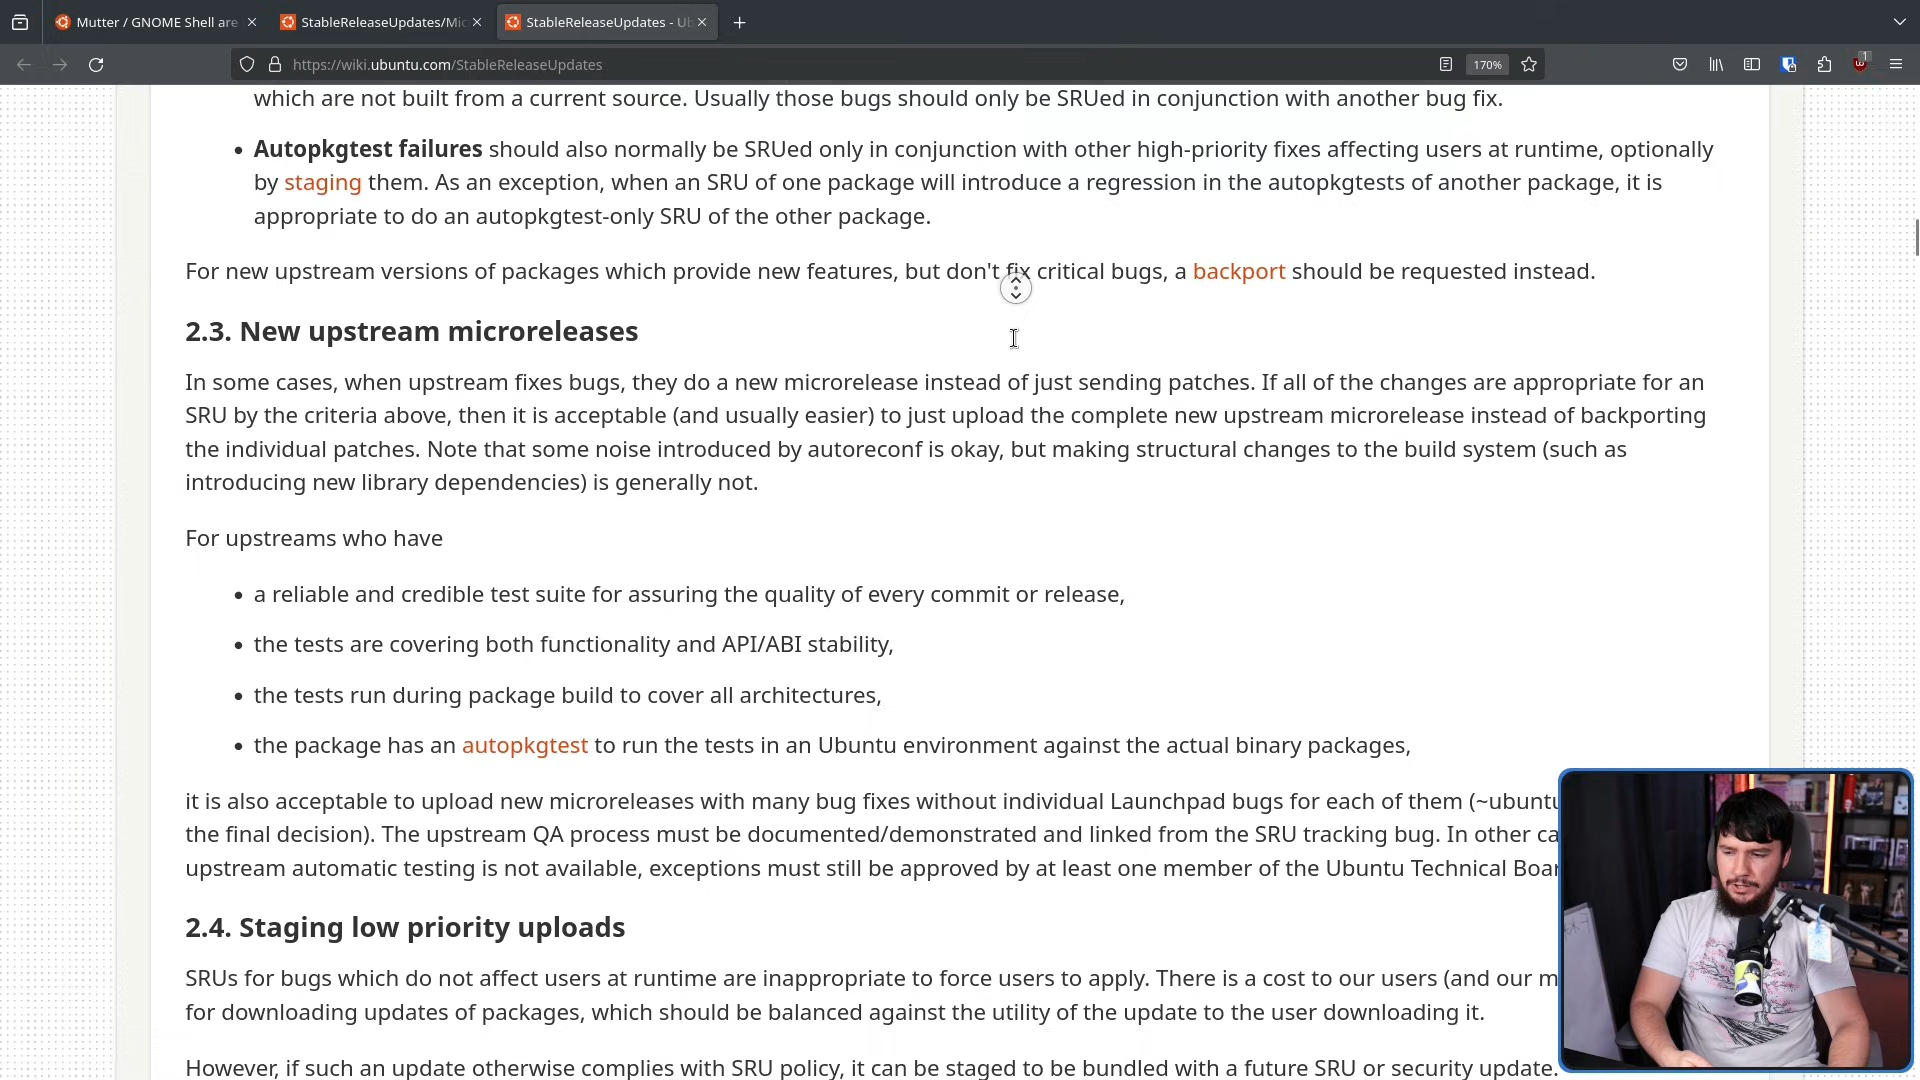 Mutter / GNOME Shell are
StableReleaseUpdates/Mic
StableReleaseUpdates - Ub
https://wiki.ubuntu.com/StableReleaseUpdates
170%
1
which are not built from a current source. Usually those bugs should only be SRUed in conjunction with another bug fix.
• Autopkgtest failures should also normally be SRUed only in conjunction with other high-priority fixes affecting users at runtime, optionally
by staging them. As an exception, when an SRU of one package will introduce a regression in the autopkgtests of another package, it is
appropriate to do an autopkgtest-only SRU of the other package.
For new upstream versions of packages which provide new features, but don't fix critical bugs, a backport should be requested instead.
2.3. New upstream microreleases
In some cases, when upstream fixes bugs, they do a new microrelease instead of just sending patches. If all of the changes are appropriate for an
SRU by the criteria above, then it is acceptable (and usually easier) to just upload the complete new upstream microrelease instead of backporting
the individual patches. Note that some noise introduced by autoreconf is okay, but making structural changes to the build system (such as
introducing new library dependencies) is generally not.
For upstreams who have
• a reliable and credible test suite for assuring the quality of every commit or release,
• the tests are covering both functionality and API/ABI stability,
• the tests run during package build to cover all architectures,
• the package has an autopkgtest to run the tests in an Ubuntu environment against the actual binary packages,
it is also acceptable to upload new microreleases with many bug fixes without individual Launchpad bugs for each of them (~ubuntu
the final decision). The upstream QA process must be documented/demonstrated and linked from the SRU tracking bug. In other ca
upstream automatic testing is not available, exceptions must still be approved by at least one member of the Ubuntu Technical Boar
2.4. Staging low priority uploads
SRUs for bugs which do not affect users at runtime are inappropriate to force users to apply. There is a cost to our users (and our m
for downloading updates of packages, which should be balanced against the utility of the update to the user downloading it.
However, if such an update otherwise complies with SRU policy, it can be staged to be bundled with a future SRU or security update.